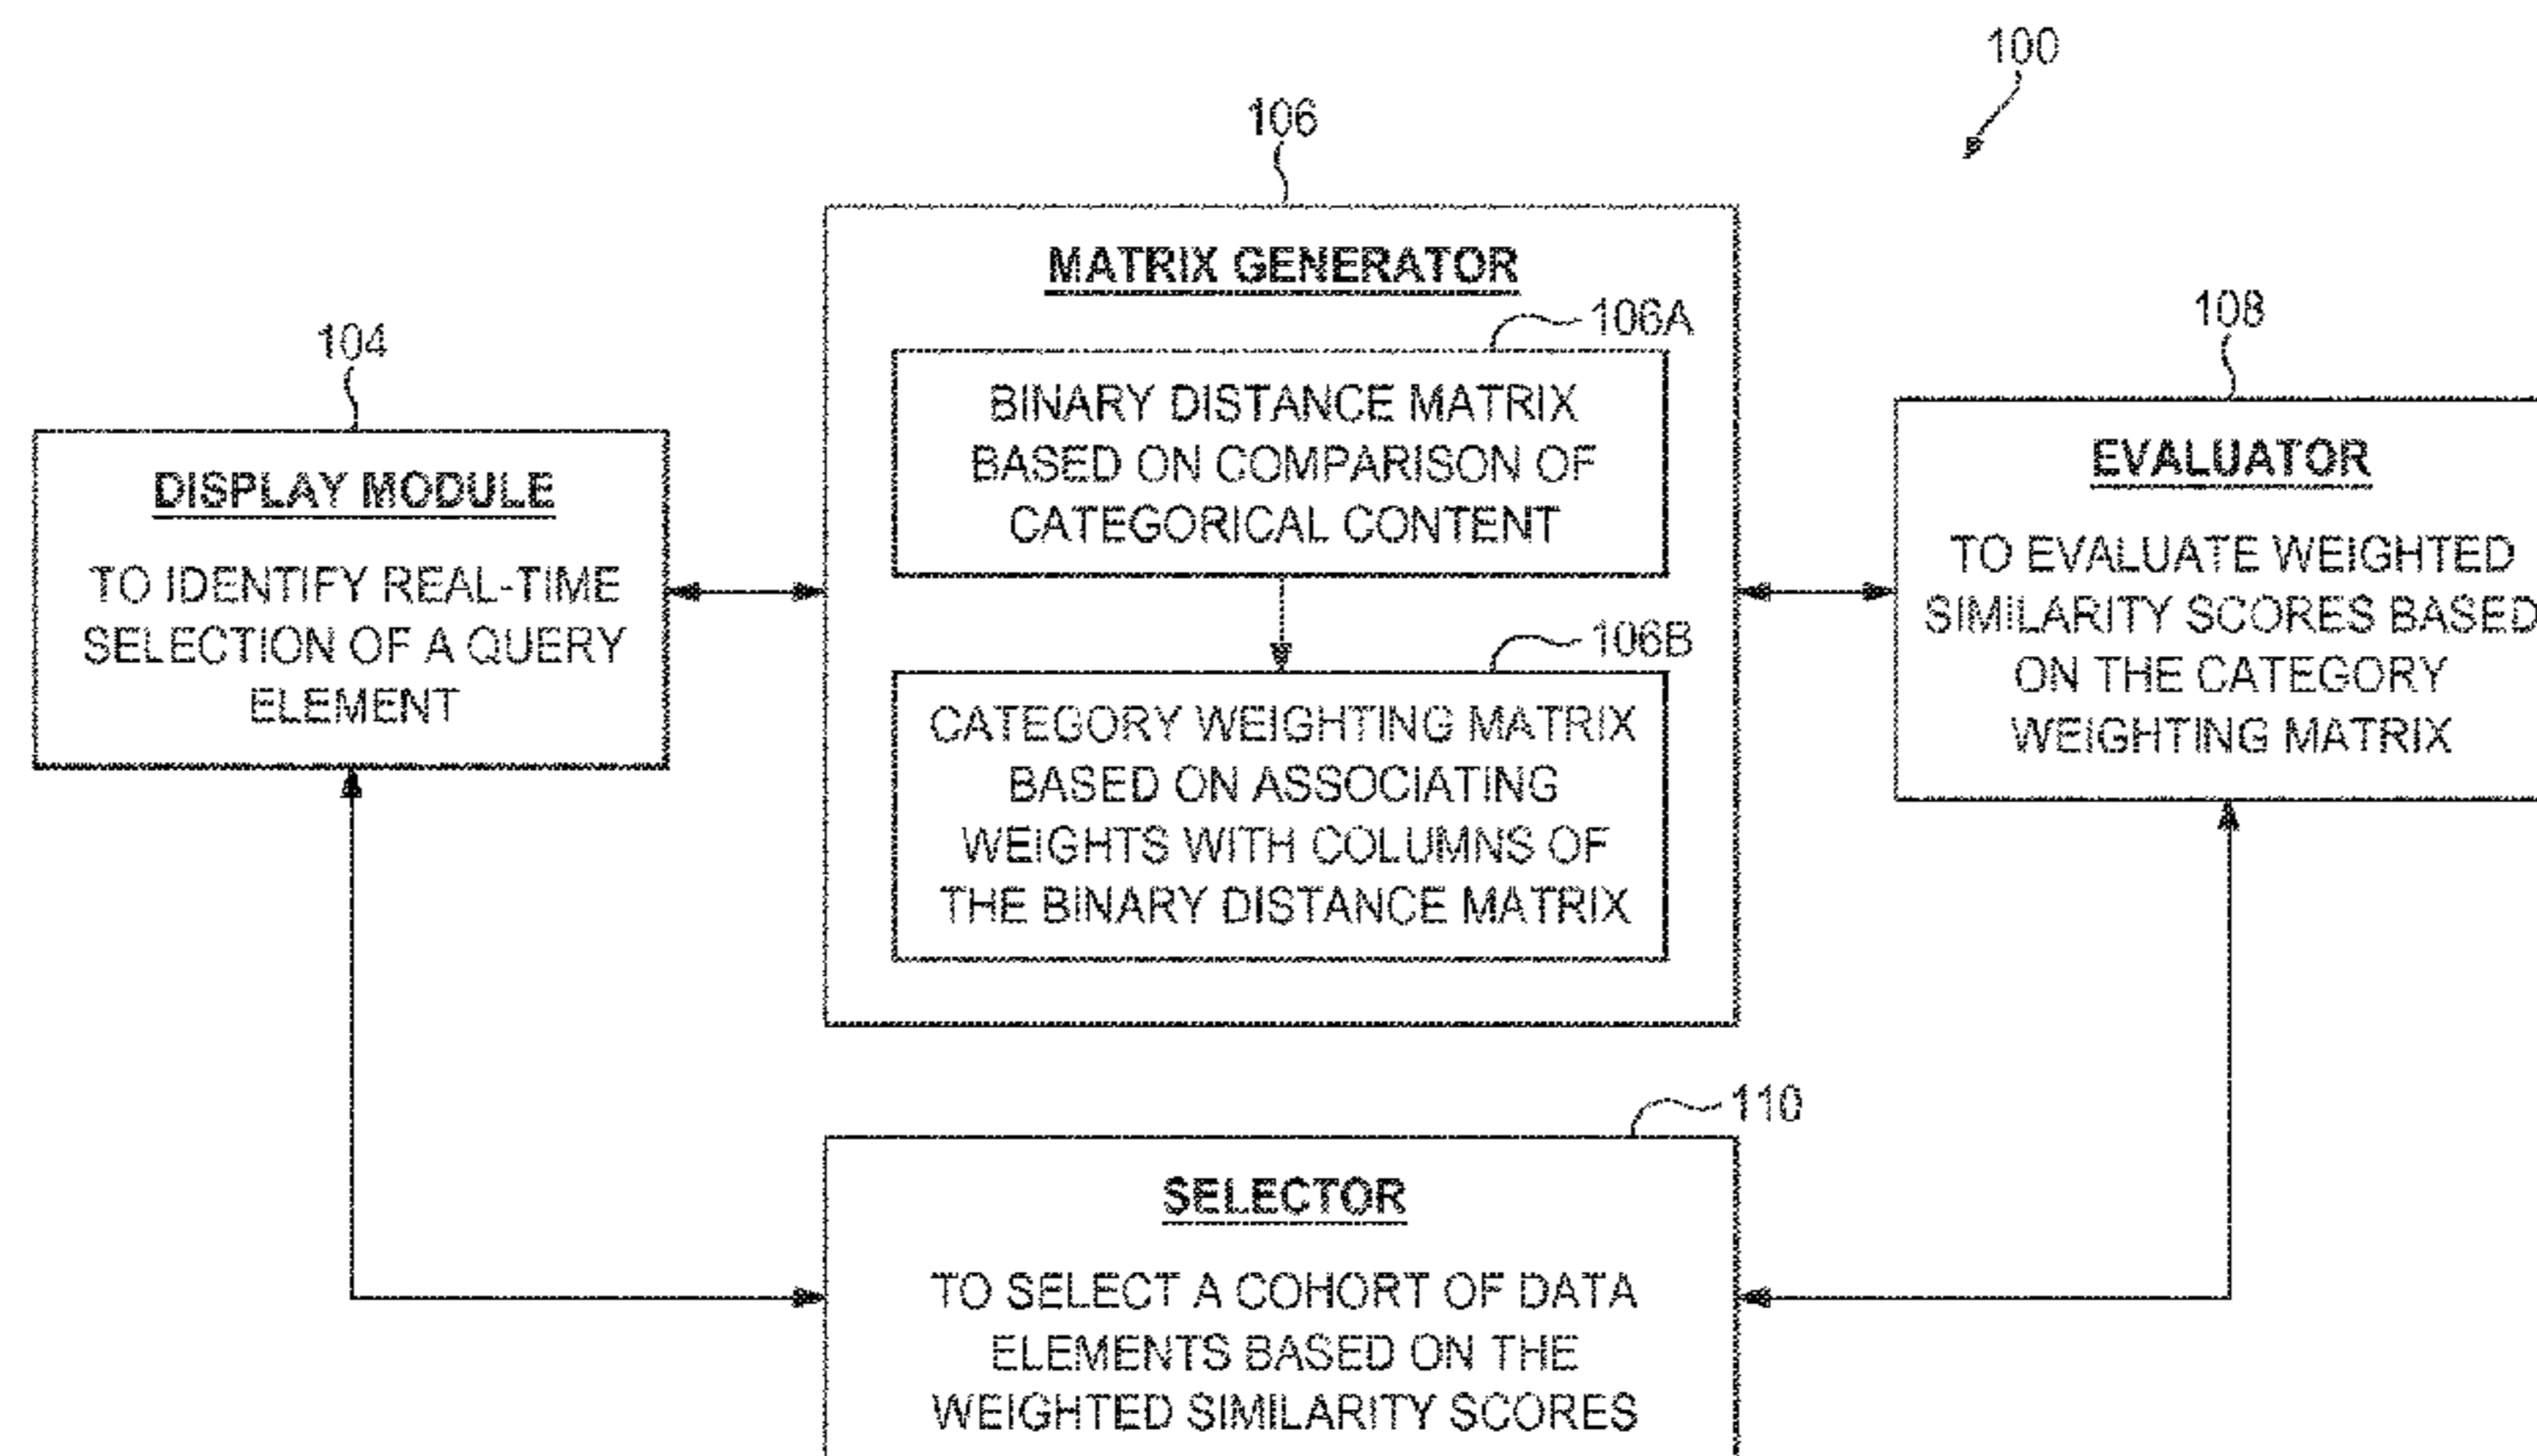 100
106
MATRIX GENERATOR
106A
BINARY DISTANCE MATRIX
BASED ON COMPARISON OF
CATEGORICAL CONTENT
106B
CATEGORY WEIGHTING MATRIX
BASED ON ASSOCIATING
WEIGHTS WITH COLUMNS OF
THE BINARY DISTANCE MATRIX
104
DISPLAY MODULE
TO IDENTIFY REAL-TIME
SELECTION OF A QUERY
ELEMENT
108
EVALUATOR
TO EVALUATE WEIGHTED
SIMILARITY SCORES BASED
ON THE CATEGORY
WEIGHTING MATRIX
110
SELECTOR
TO SELECT A COHORT OF DATA
ELEMENTS BASED ON THE
WEIGHTED SIMILARITY SCORES